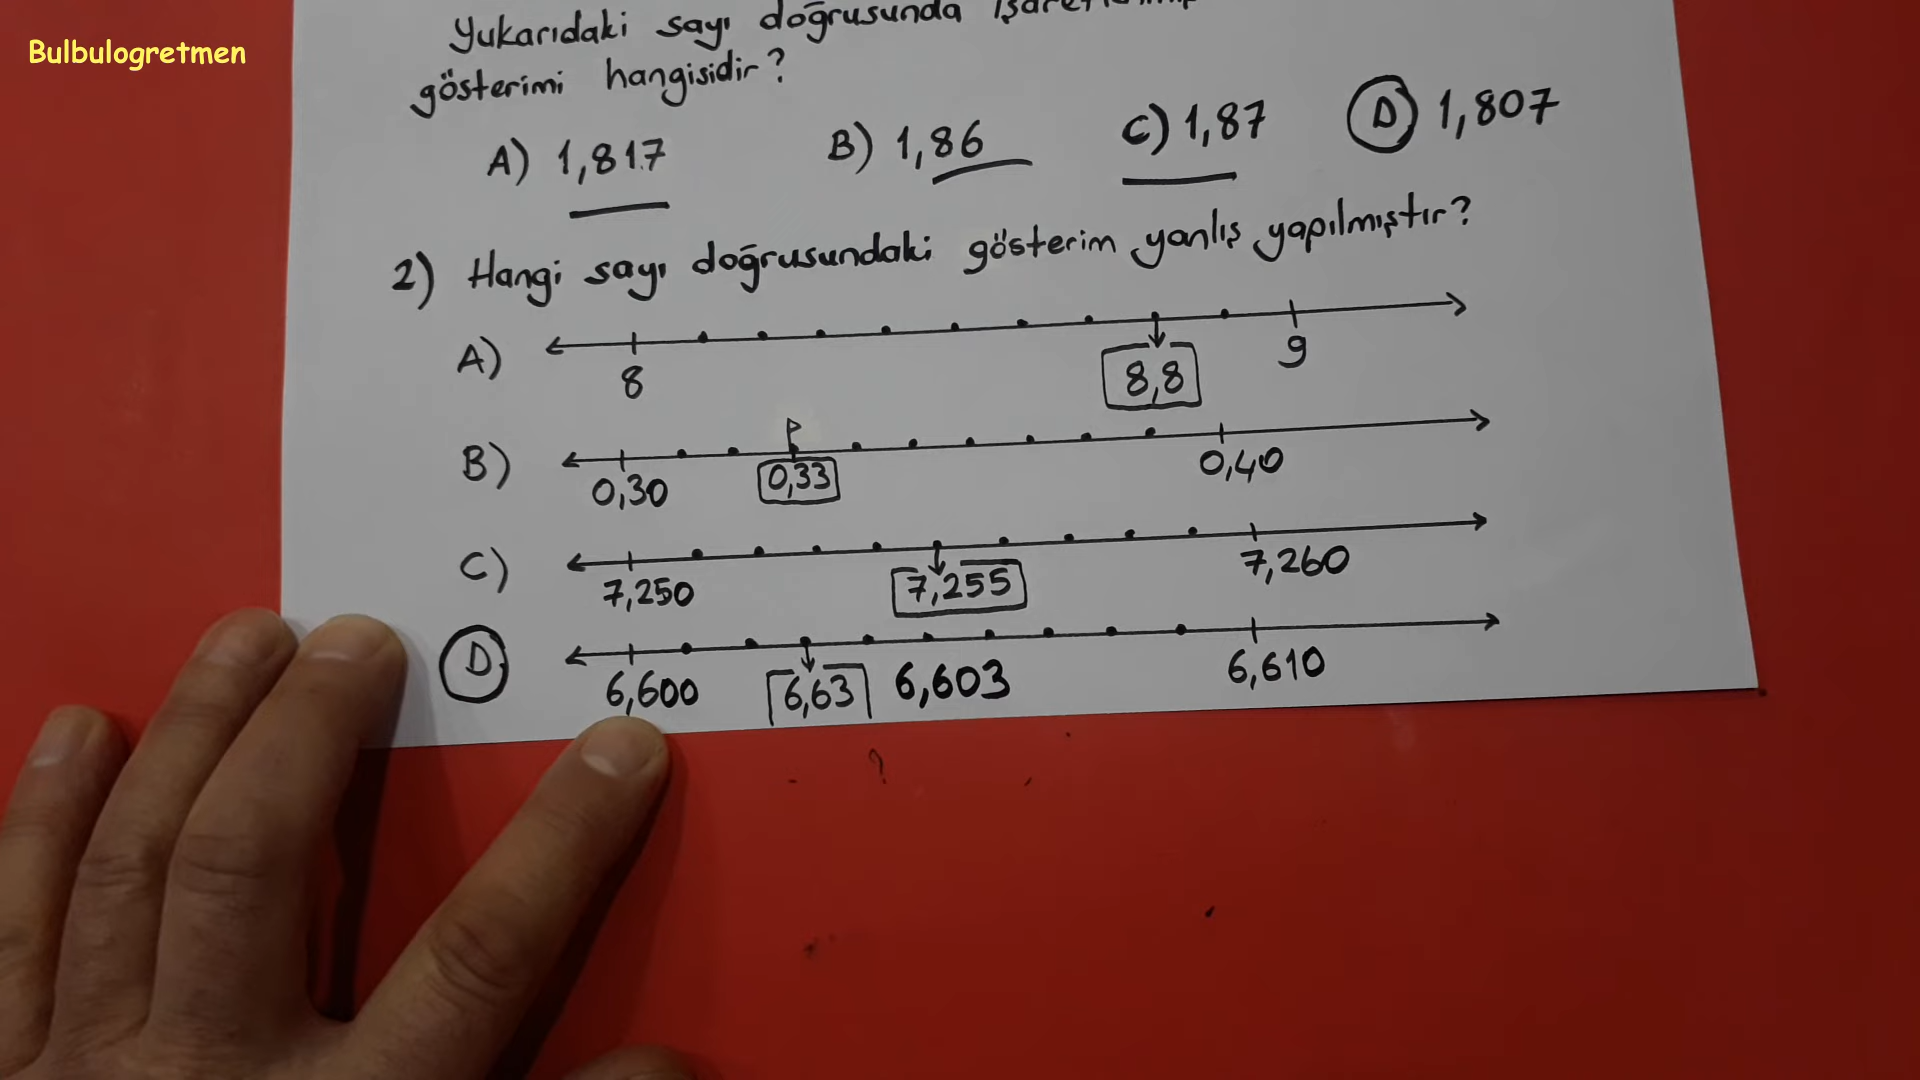 Bulbulogretmen
Yukarıdaki sayı doğrusunda
gösterimi hangisidir?
A) 1,817 B) 1,86 C) 1,87 D) 1,807
2) Hangi sayı doğrusundaki gösterim yanlış yapılmıştır?
A) 8 8,8 9
B) 0,30 0,33 0,40
C) 7,250 7,255 7,260
D) 6,600 6,63 6,603 6,610